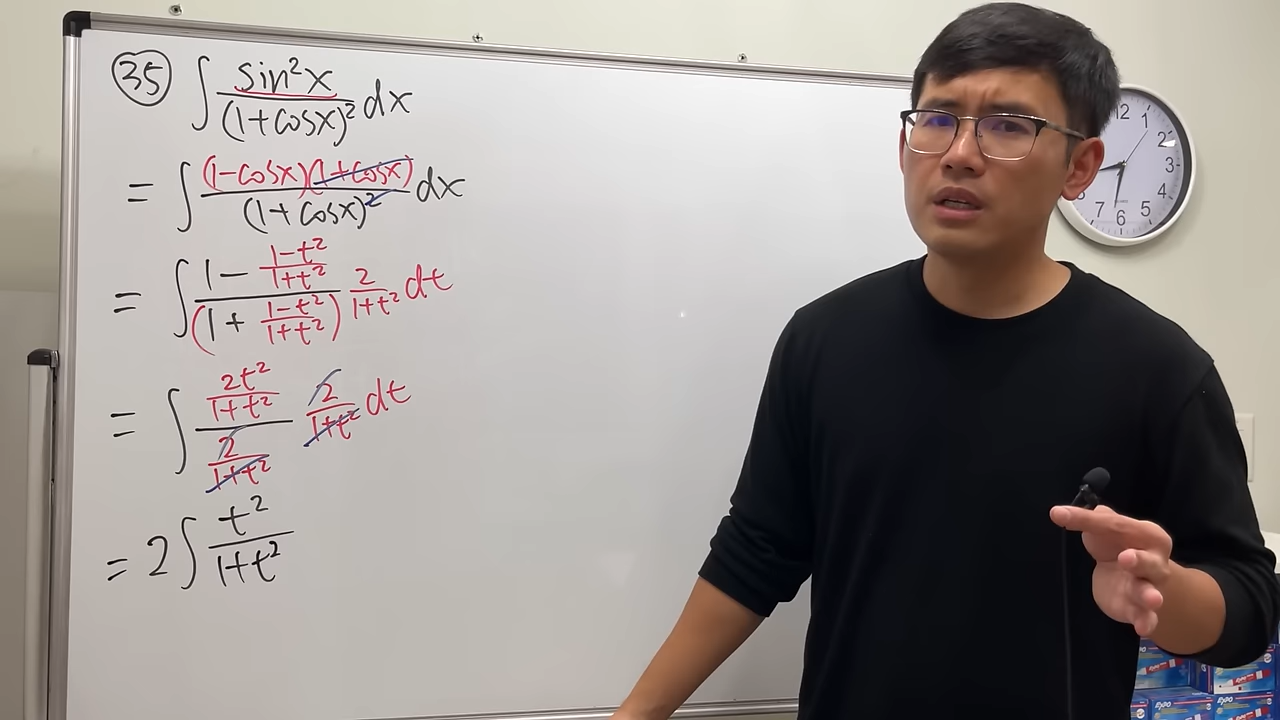 35 ∫ sin²x / (1+cosx)² dx
= ∫ (1-cosx)(1+cosx) / (1+cosx)² dx
= ∫ (1 - (1-t²)/(1+t²)) / (1 + (1-t²)/(1+t²)) 2/(1+t²) dt
= ∫ (2t²/(1+t²)) / (2/(1+t²)) 2/(1+t²) dt
= 2 ∫ t²/(1+t²)
12 1 2 3 4 5 6 7
EXPO
EXPO